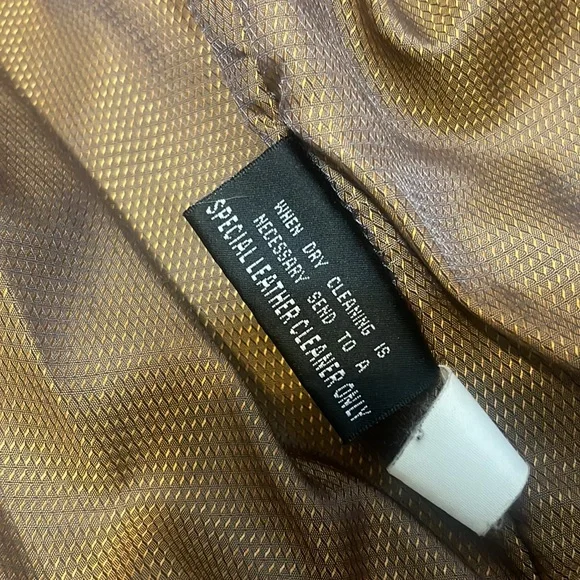 WHEN DRY CLEANING IS
NECESSARY SEND TO A
SPECIAL LEATHER CLEANER ONLY